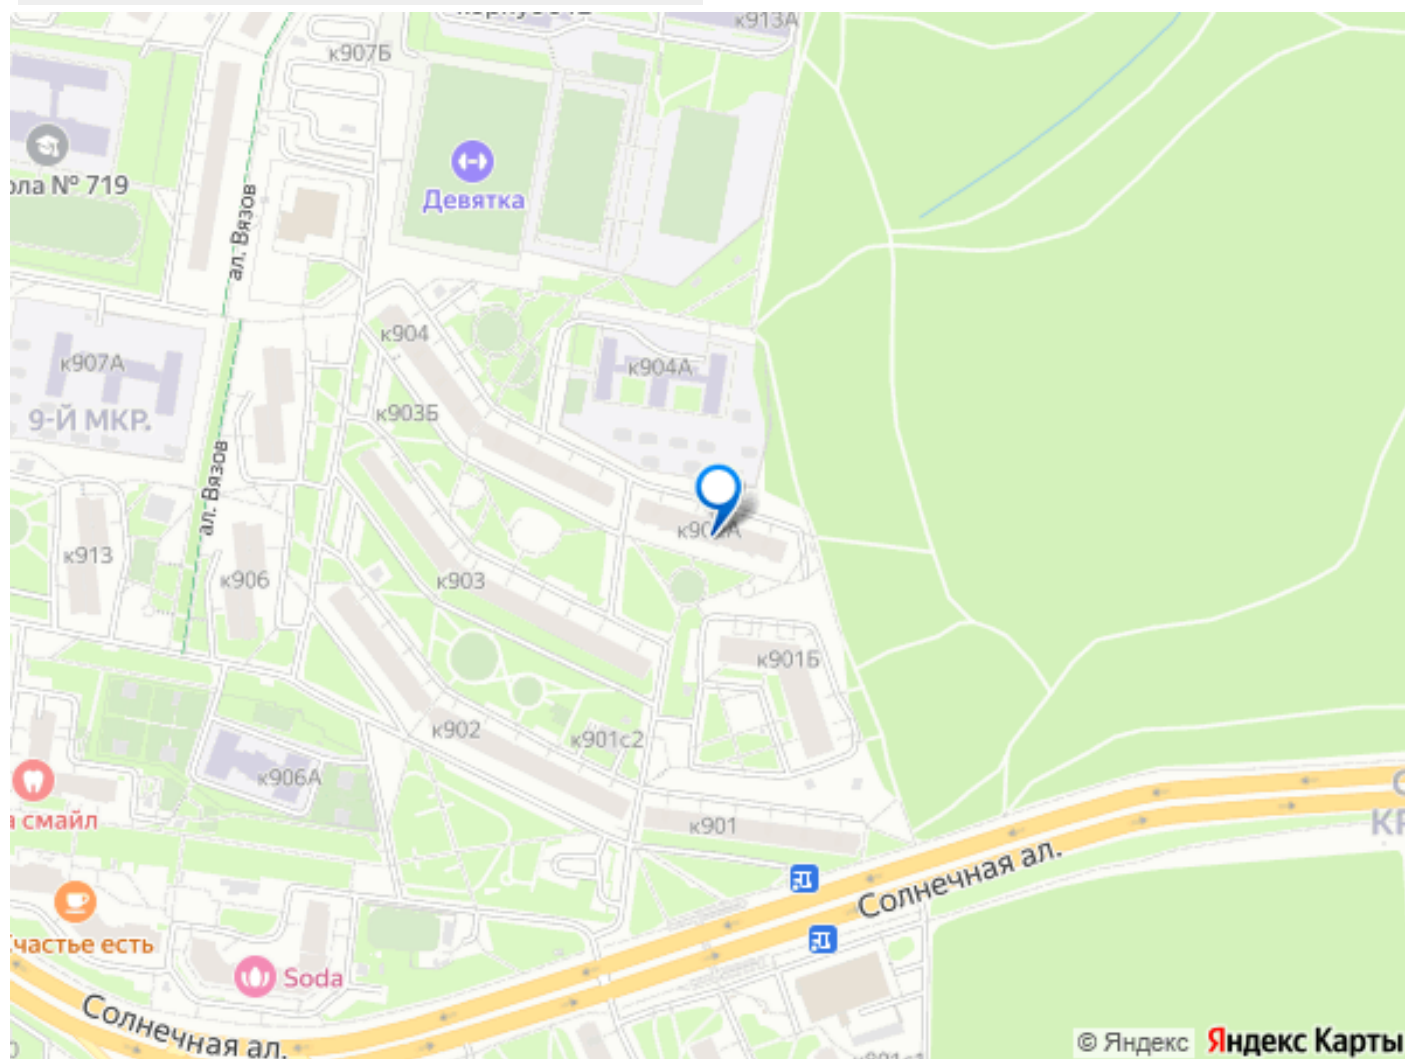 к913А
к907Б
ола № 719
Девятка
ал. Вязов
к904
к904А
к907А
9-Й МКР.
к903Б
ал. Вязов
к913
к906
к903
к901Б
к902
к901с2
к906А
а смайл
к901
Солнечная ал.
Счастье есть
Soda
Солнечная ал.
© Яндекс Яндекс Карты